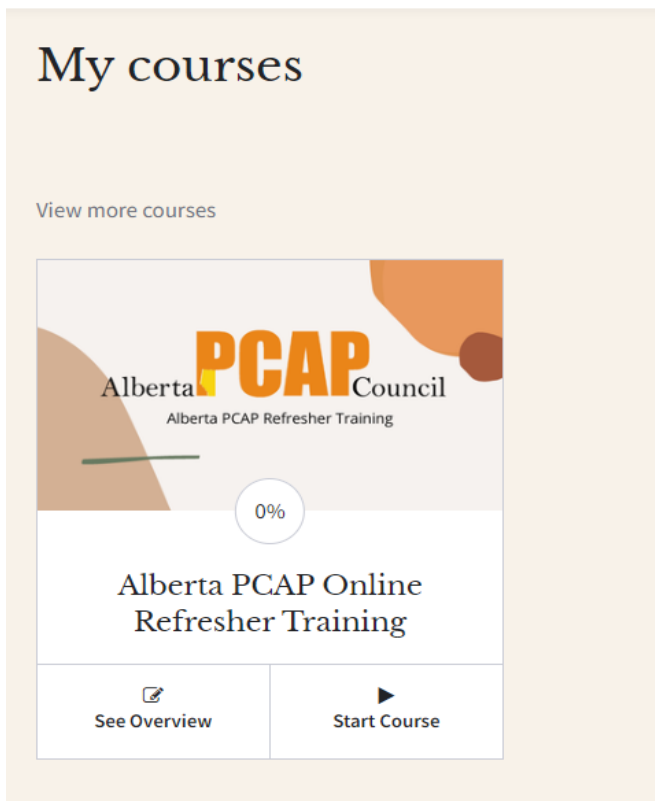 My courses
View more courses
Alberta PCAP Council
Alberta PCAP Refresher Training
0%
Alberta PCAP Online
Refresher Training
See Overview
Start Course